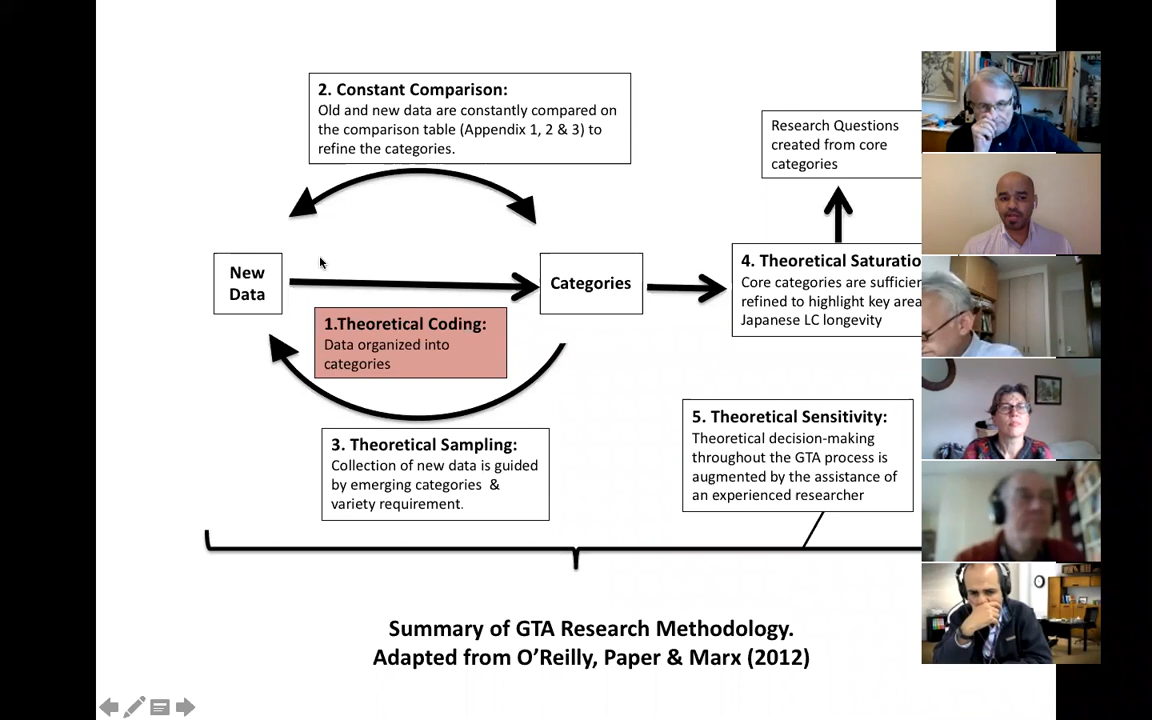 2. Constant Comparison:
Old and new data are constantly compared on
the comparison table (Appendix 1, 2 & 3) to
refine the categories.
Research Questions
created from core
categories
New
Data
Categories
1.Theoretical Coding:
Data organized into
categories
4. Theoretical Saturatio
Core categories are sufficien
refined to highlight key area
Japanese LC longevity
3. Theoretical Sampling:
Collection of new data is guided
by emerging categories &
variety requirement.
5. Theoretical Sensitivity:
Theoretical decision-making
throughout the GTA process is
augmented by the assistance of
an experienced researcher
Summary of GTA Research Methodology.
Adapted from O’Reilly, Paper & Marx (2012)